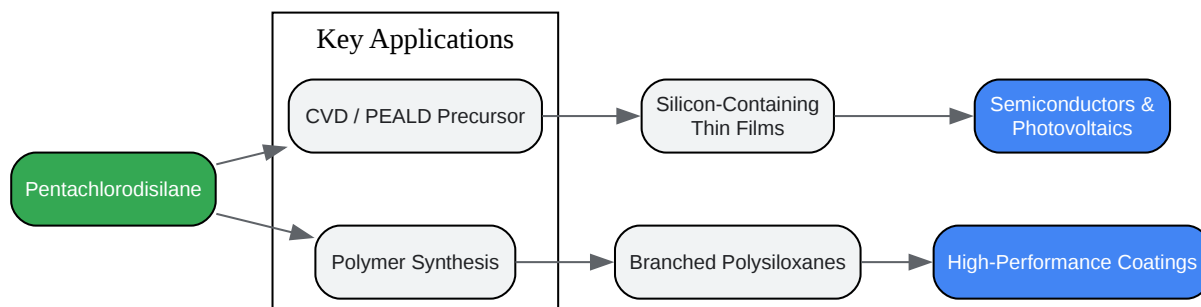 Key Applications
CVD / PEALD Precursor
Silicon-Containing
Thin Films
Semiconductors &
Photovoltaics
Pentachlorodisilane
Polymer Synthesis
Branched Polysiloxanes
High-Performance Coatings